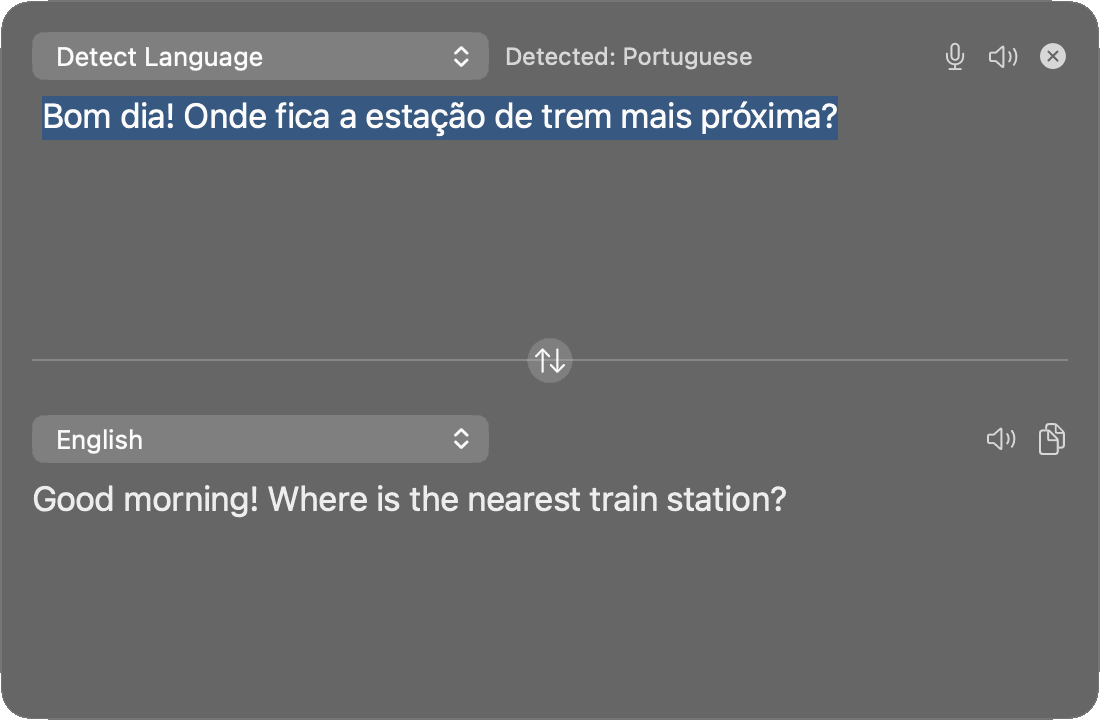 Detect Language
Detected: Portuguese
Bom dia! Onde fica a estação de trem mais próxima?
English
Good morning! Where is the nearest train station?